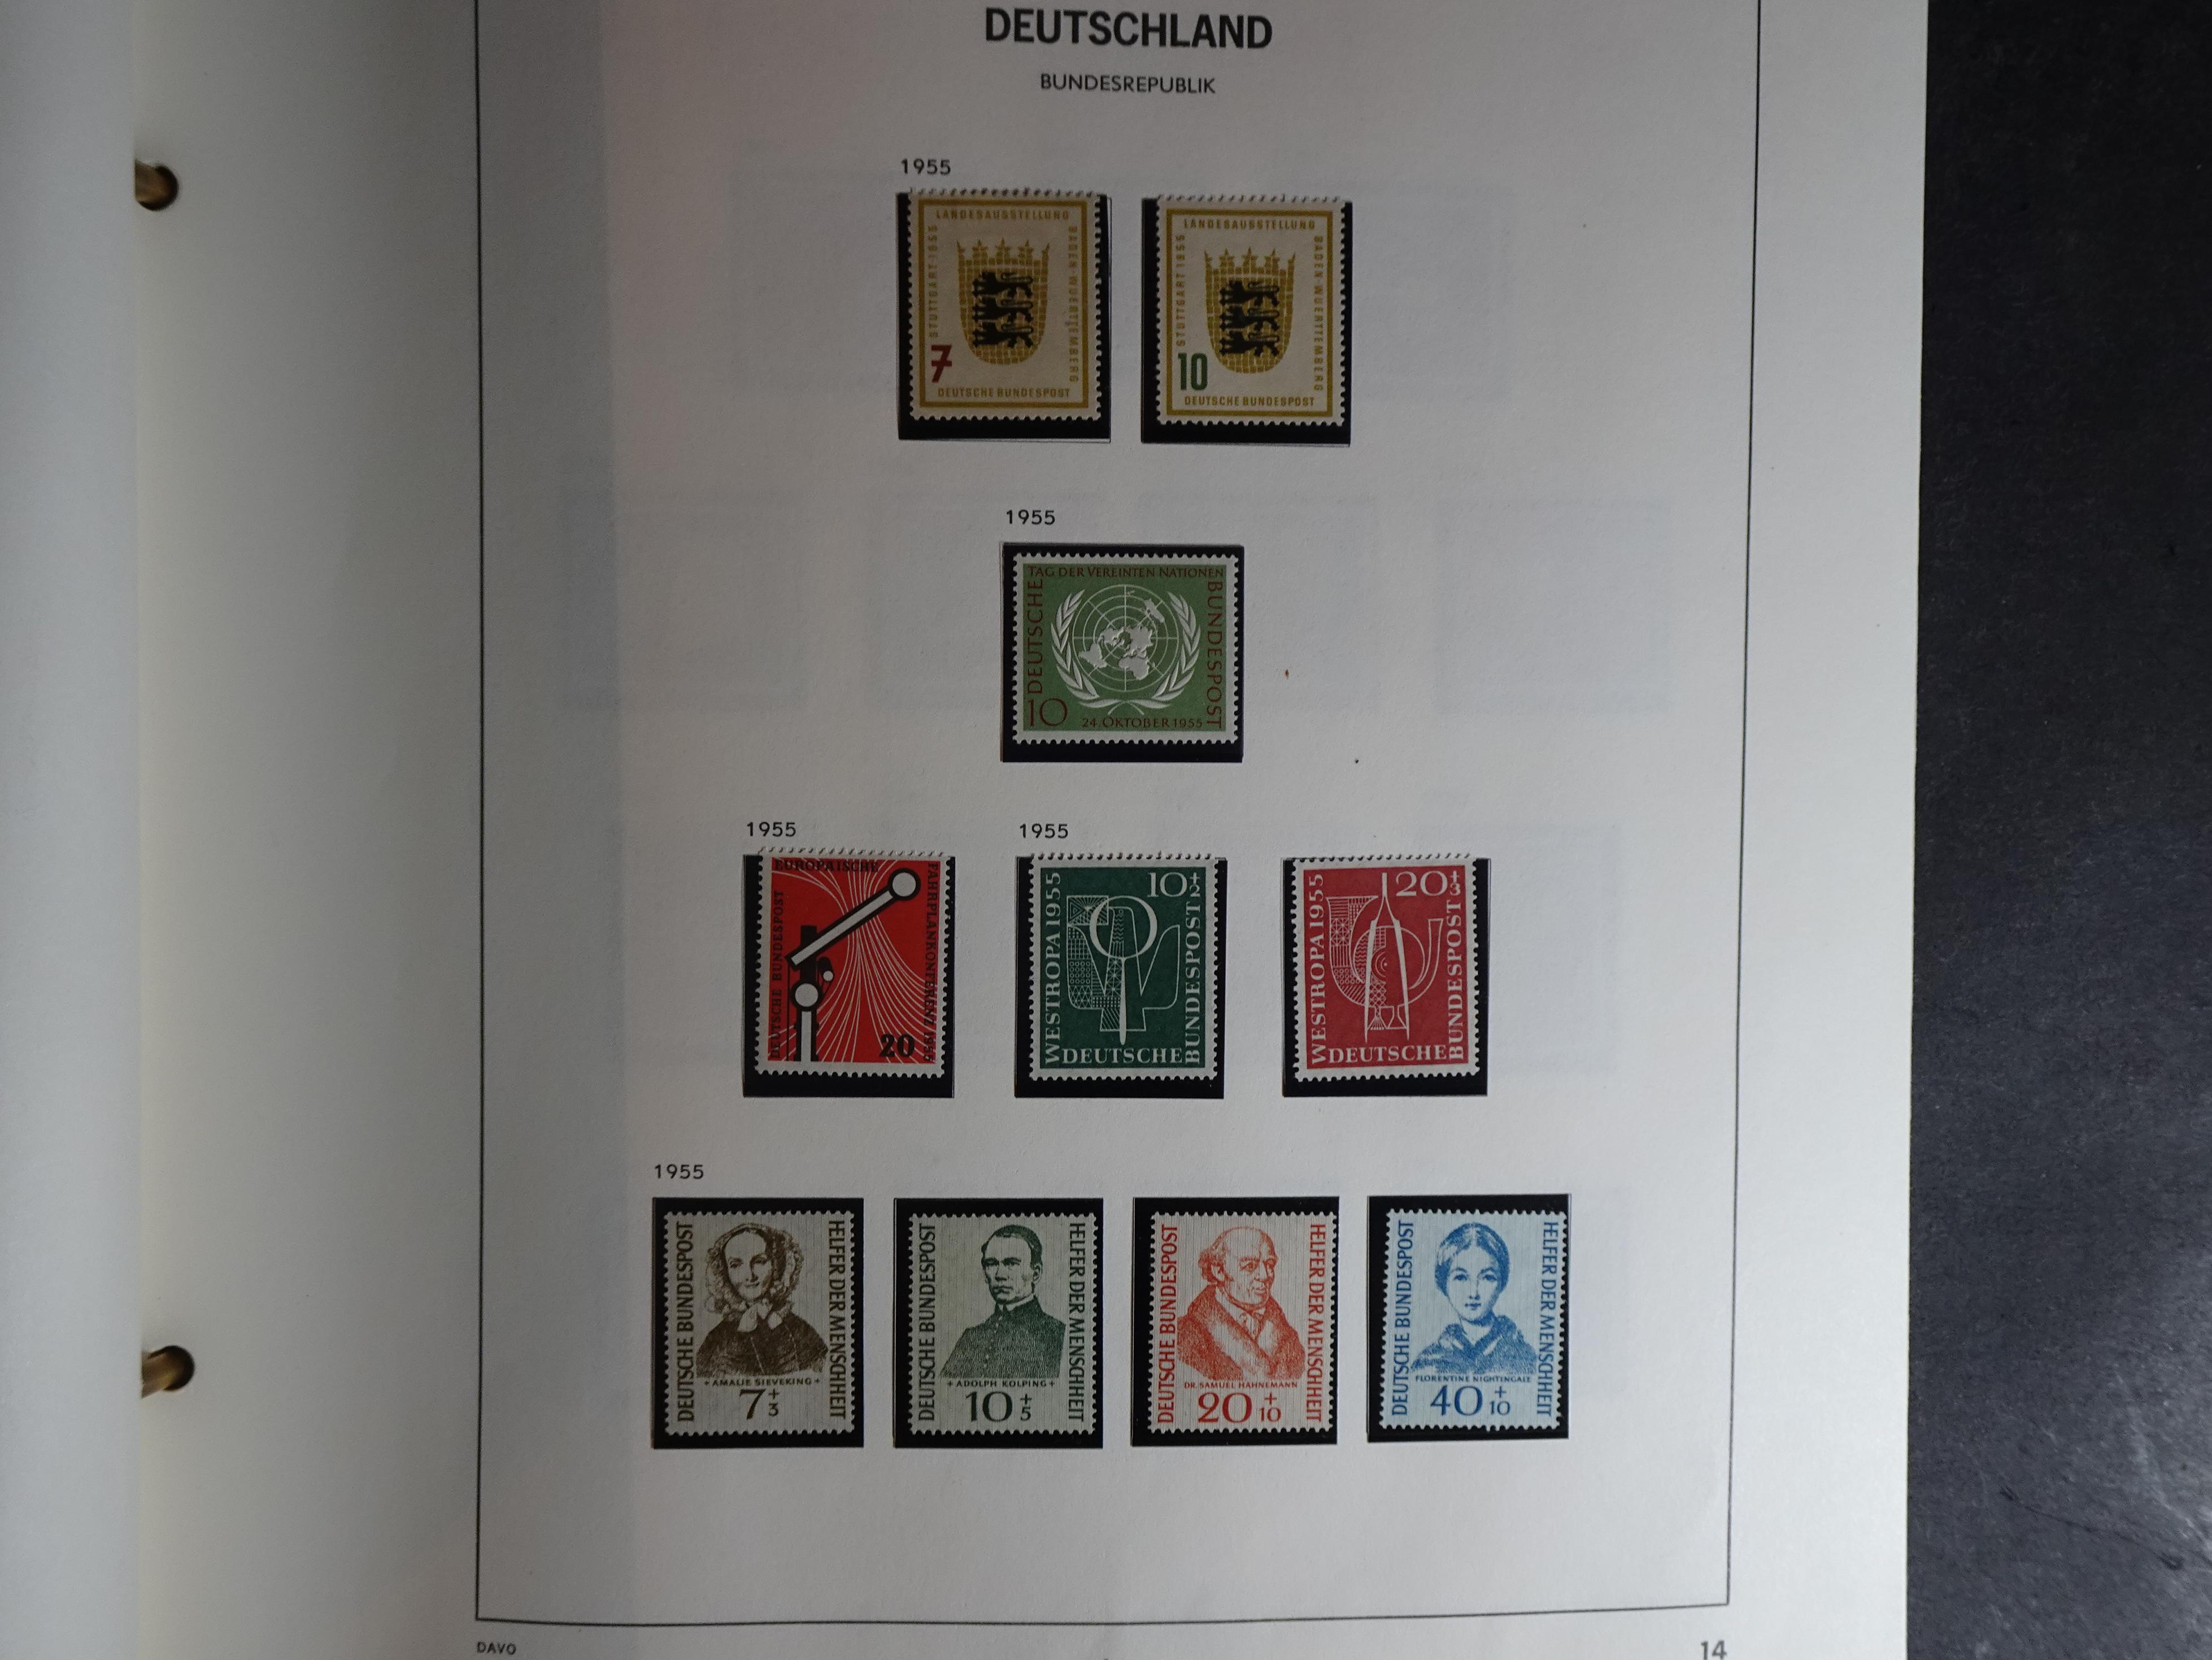 DEUTSCHLAND
BUNDESREPUBLIK
1955
LANDESAUSSTELLUNG
STUTTGART 1955
BADEN-WUERTTEMBERG
7
DEUTSCHE BUNDESPOST
LANDESAUSSTELLUNG
STUTTGART 1955
BADEN-WUERTTEMBERG
10
DEUTSCHE BUNDESPOST
1955
TAG DER VEREINTEN NATIONEN
DEUTSCHE
BUNDESPOST
10
24. OKTOBER 1955
1955
EUROPÄISCHE
FAHRPLANKONFERENZ 1955
DEUTSCHE BUNDESPOST
20
1955
WESTROPA 1955
10+2
DEUTSCHE
BUNDESPOST
WESTROPA 1955
20+3
DEUTSCHE
BUNDESPOST
1955
DEUTSCHE BUNDESPOST
HELFER DER MENSCHHEIT
+ AMALIE SIEVEKING +
7+3
DEUTSCHE BUNDESPOST
HELFER DER MENSCHHEIT
+ ADOLPH KOLPING +
10+5
DEUTSCHE BUNDESPOST
HELFER DER MENSCHHEIT
DR. SAMUEL HAHNEMANN
20+10
DEUTSCHE BUNDESPOST
HELFER DER MENSCHHEIT
FLORENTINE NIGHTINGALE
40+10
DAVO
14